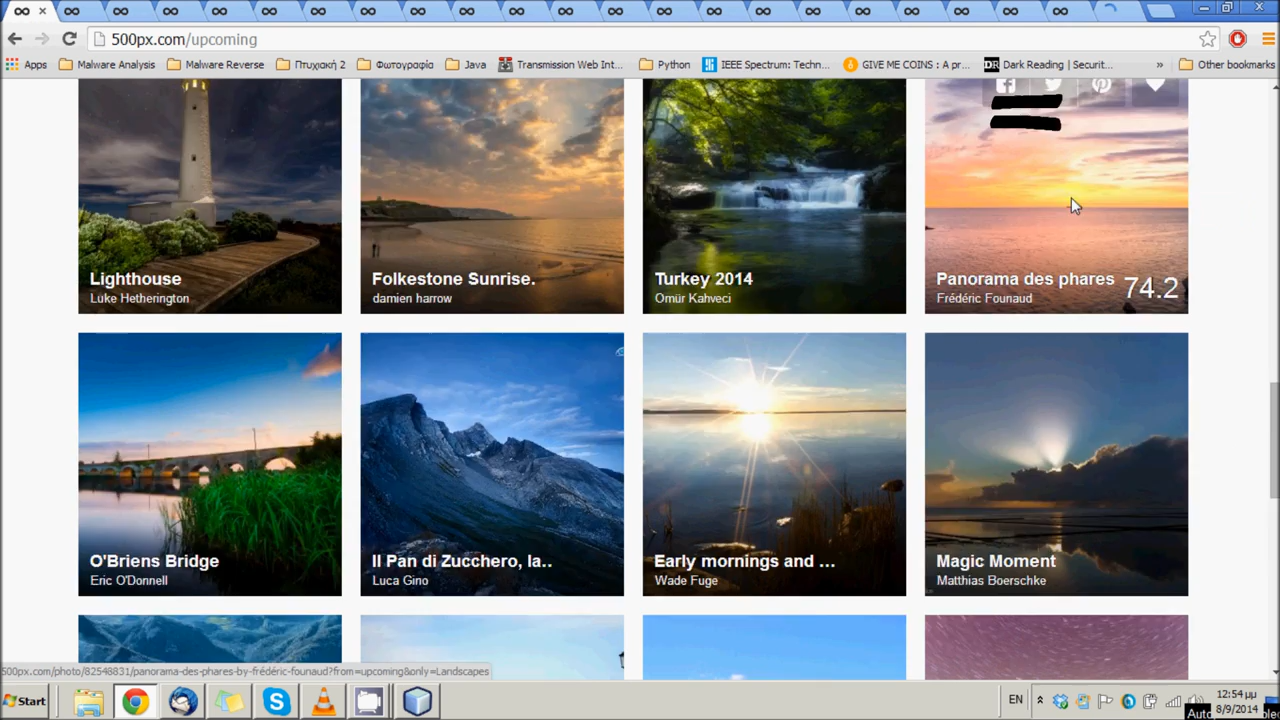 500px.com/upcoming
Apps Malware Analysis Malware Reverse Πτυχιακή 2 Φωτογραφία Java Transmission Web Int... Python IEEE Spectrum: Techn... GIVE ME COINS : A pr... DR Dark Reading | Securit... » Other bookmarks
Lighthouse
Luke Hetherington
Folkestone Sunrise.
damien harrow
Turkey 2014
Omür Kahveci
Panorama des phares
Frédéric Founaud
74.2
O'Briens Bridge
Eric O'Donnell
Il Pan di Zucchero, la..
Luca Gino
Early mornings and ...
Wade Fuge
Magic Moment
Matthias Boerschke
500px.com/photo/82548831/panorama-des-phares-by-frédéric-founaud?from=upcoming&only=Landscapes
Start
EN
12:54 μμ
8/9/2014